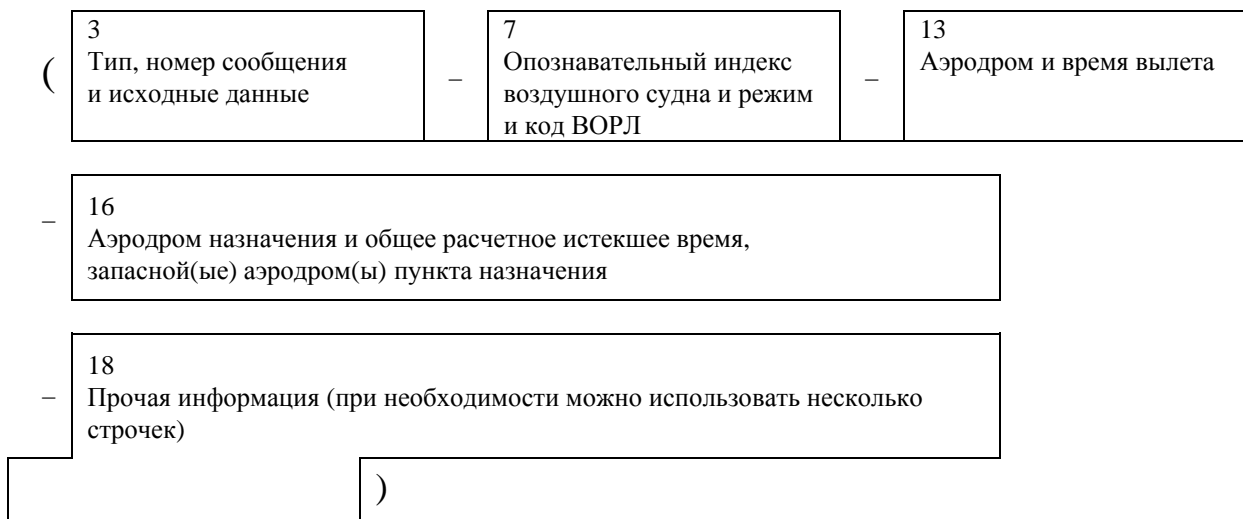 (
3
Тип, номер сообщения
и исходные данные
–
7
Опознавательный индекс
воздушного судна и режим
и код ВОРЛ
–
13
Аэродром и время вылета
–
16
Аэродром назначения и общее расчетное истекшее время,
запасной(ые) аэродром(ы) пункта назначения
–
18
Прочая информация (при необходимости можно использовать несколько
строчек)
)